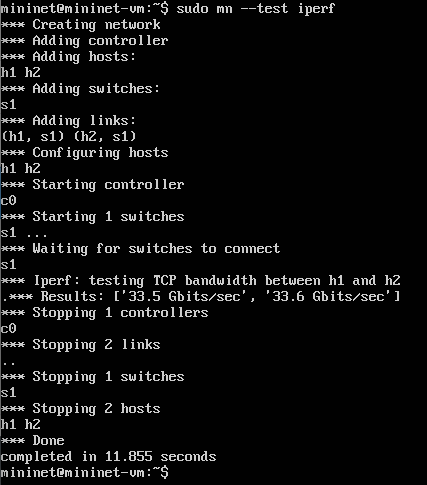 mininet@mininet-vm:~$ sudo mn --test iperf
*** Creating network
*** Adding controller
*** Adding hosts:
h1 h2
*** Adding switches:
s1
*** Adding links:
(h1, s1) (h2, s1)
*** Configuring hosts
h1 h2
*** Starting controller
c0
*** Starting 1 switches
s1 ...
*** Waiting for switches to connect
s1
*** Iperf: testing TCP bandwidth between h1 and h2
.*** Results: ['33.5 Gbits/sec', '33.6 Gbits/sec']
*** Stopping 1 controllers
c0
*** Stopping 2 links
..
*** Stopping 1 switches
s1
*** Stopping 2 hosts
h1 h2
*** Done
completed in 11.855 seconds
mininet@mininet-vm:~$